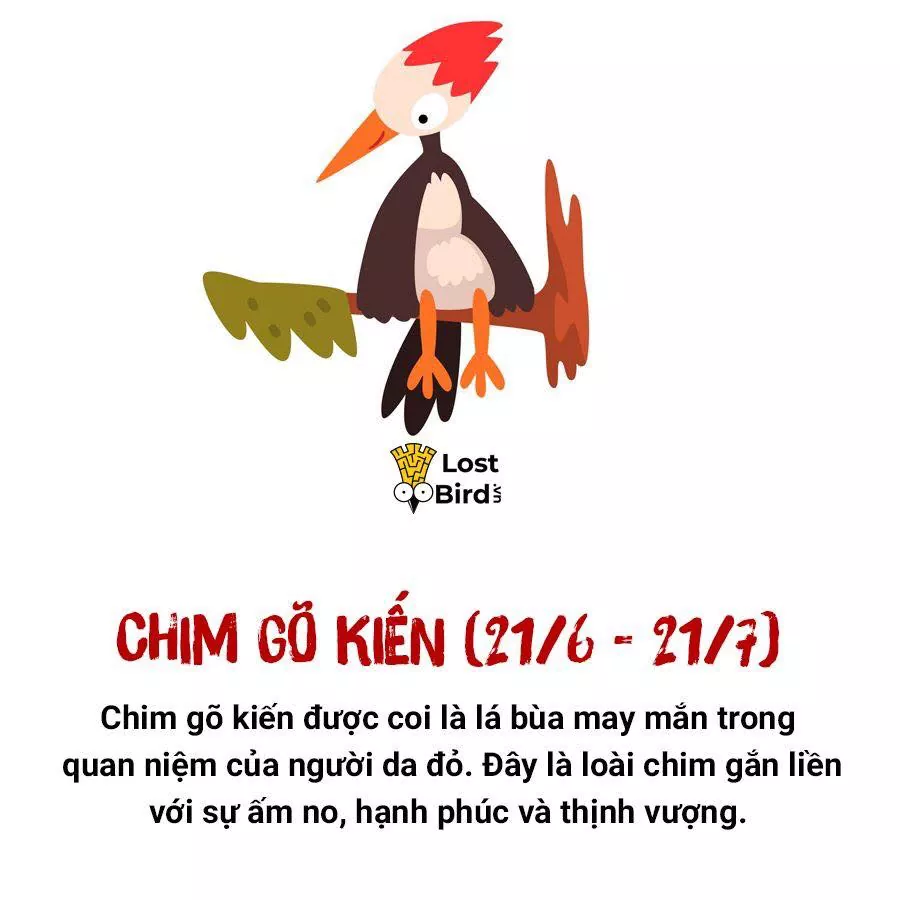 Lost
Bird.vn
CHIM GÕ KIẾN (21/6 - 21/7)
Chim gõ kiến được coi là lá bùa may mắn trong
quan niệm của người da đỏ. Đây là loài chim gắn liền
với sự ấm no, hạnh phúc và thịnh vượng.